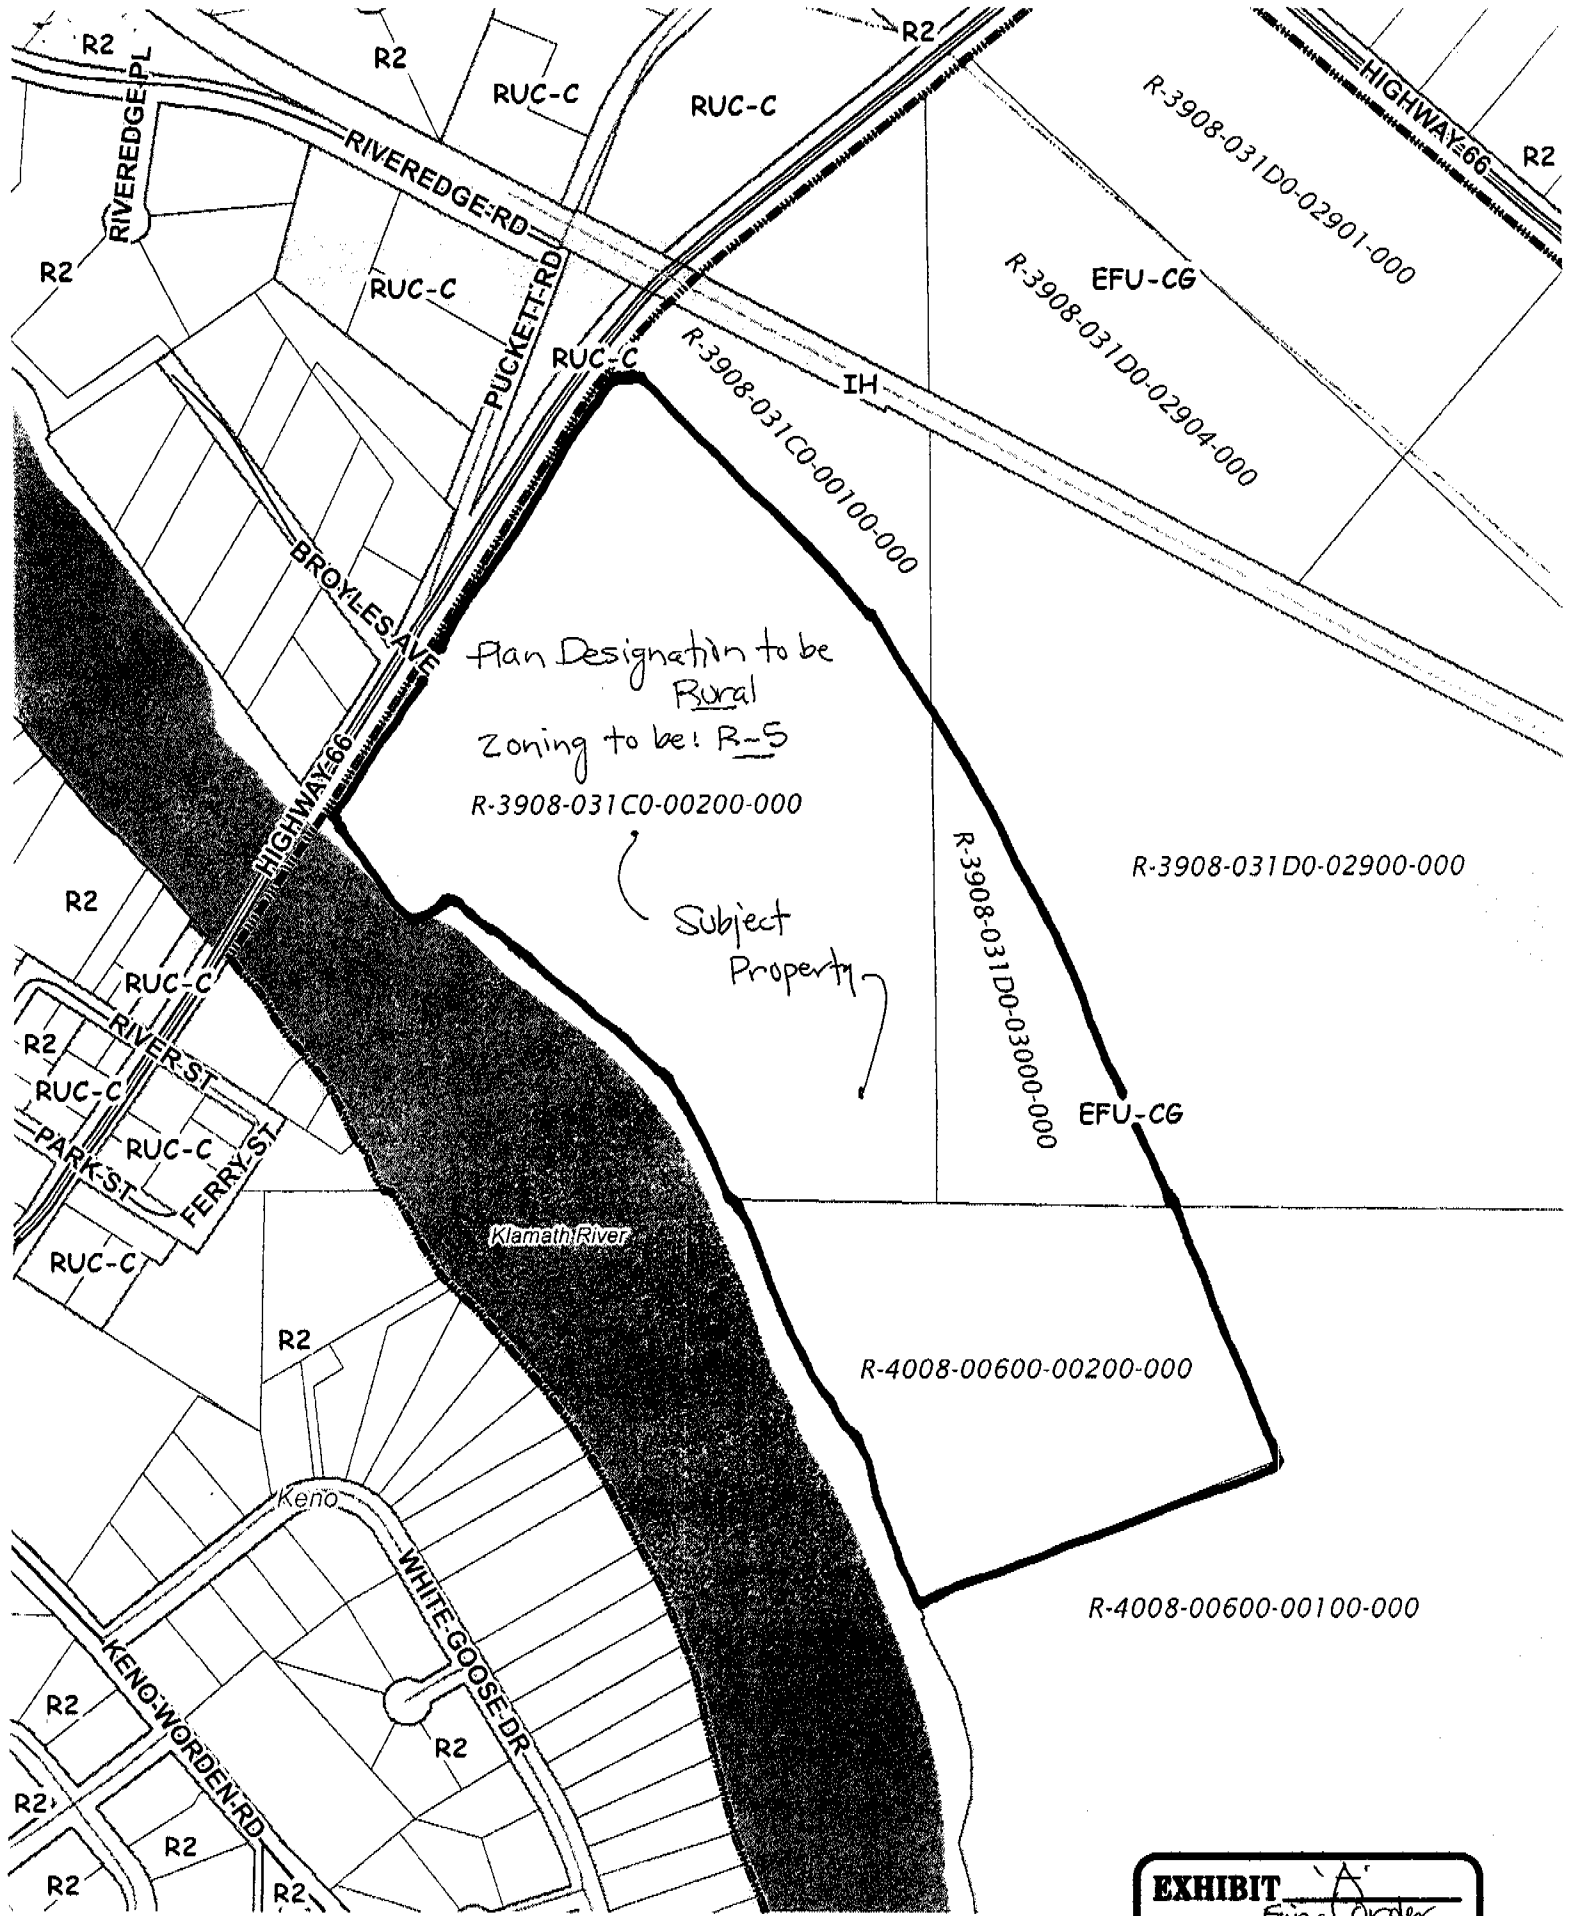 R2
RIVEREDGE PL
R2
RUC-C
RUC-C
R2
HIGHWAY 66
R2
R-3908-031D0-02901-000
RIVEREDGE RD
R2
RUC-C
PUCKETT RD
EFU-CG
R-3908-031D0-02904-000
RUC-C
IH
R-3908-031C0-00100-000
BROYLES AVE
Plan Designation to be
Rural
Zoning to be: R-5
R-3908-031C0-00200-000
HIGHWAY 66
R-3908-031D0-02900-000
R-3908-031D0-03000-000
Subject
Property
R2
RUC-C
RIVER ST
R2
RUC-C
RUC-C
PARK ST
FERRY ST
EFU-CG
RUC-C
Klamath River
R2
R-4008-00600-00200-000
Keno
WHITE GOOSE DR
R-4008-00600-00100-000
KENO-WORDEN RD
R2
R2
R2
R2
R2
R2
EXHIBIT "A"
Final Order